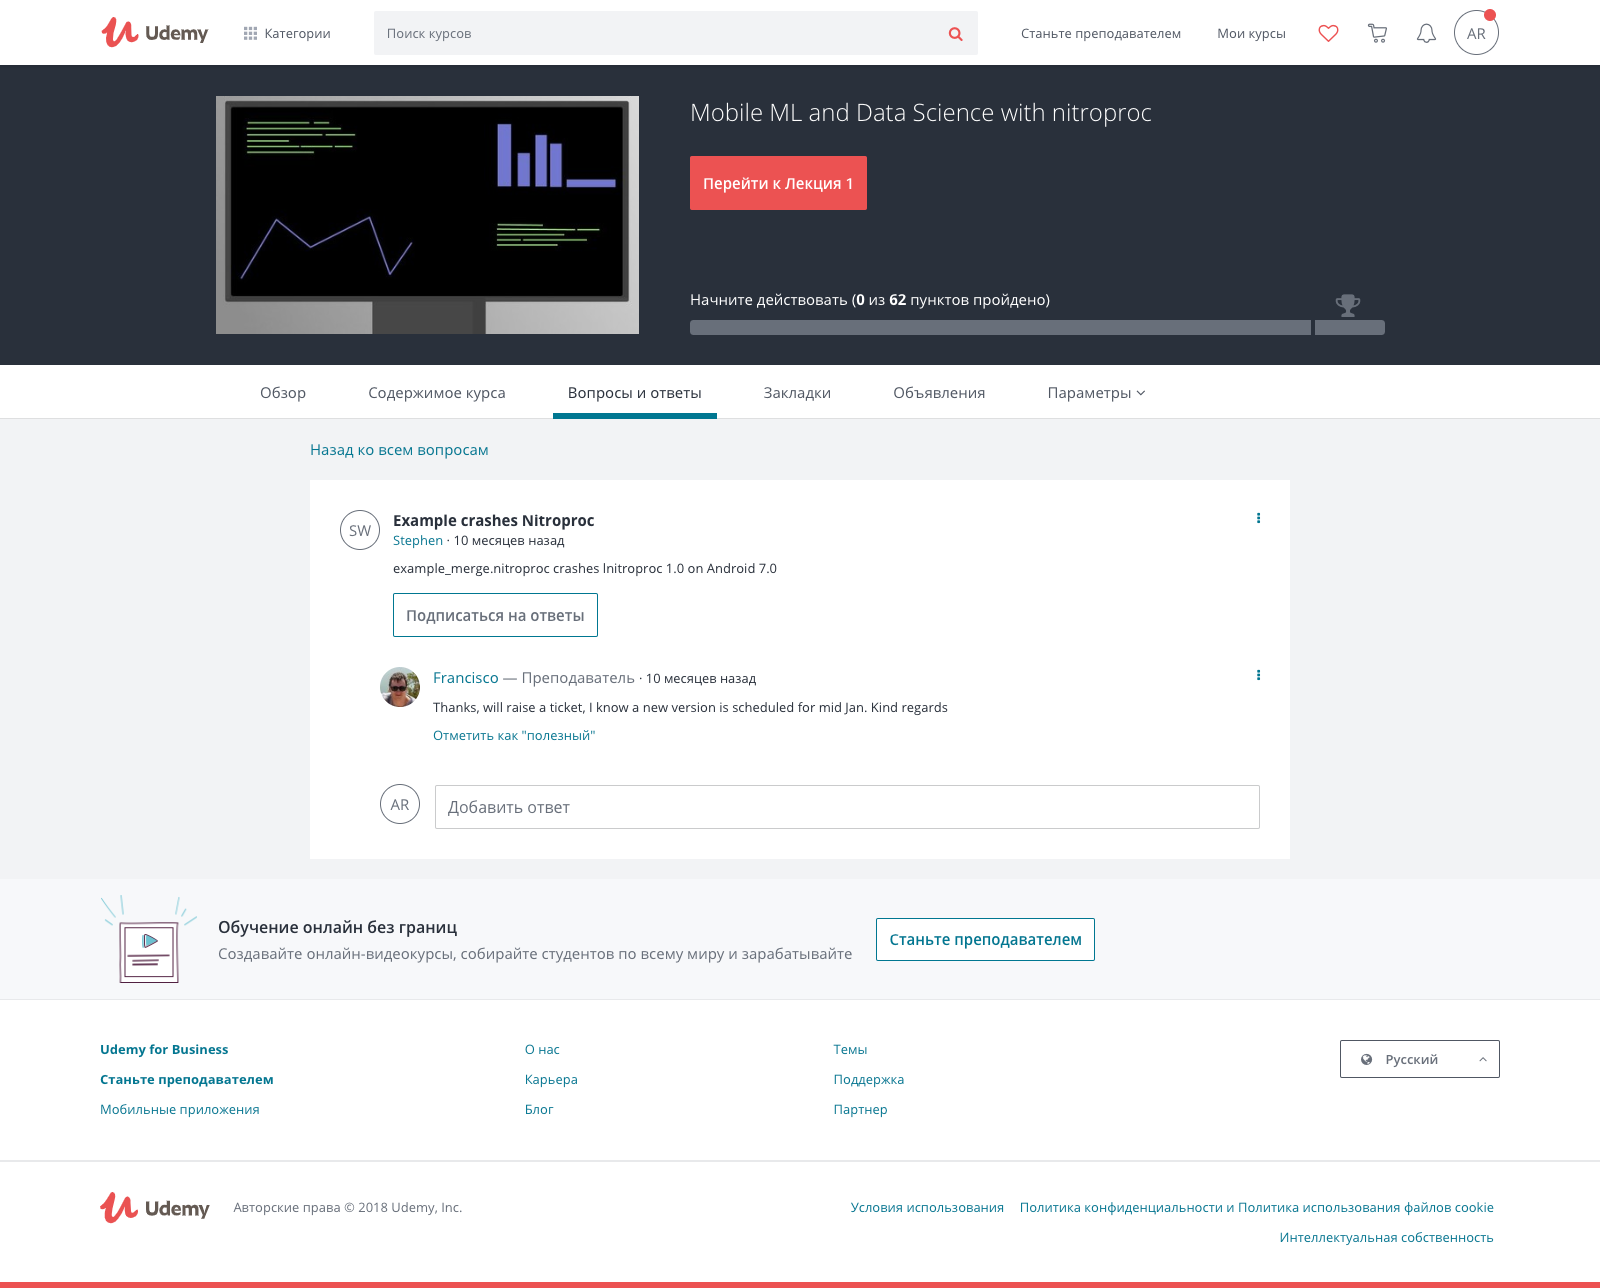 Udemy
Категории
Поиск курсов
Станьте преподавателем
Мои курсы
AR
Mobile ML and Data Science with nitroproc
Перейти к Лекция 1
Начните действовать (0 из 62 пунктов пройдено)
Обзор
Содержимое курса
Вопросы и ответы
Закладки
Объявления
Параметры
Назад ко всем вопросам
SW
Example crashes Nitroproc
Stephen · 10 месяцев назад
example_merge.nitroproc crashes lnitroproc 1.0 on Android 7.0
Подписаться на ответы
Francisco — Преподаватель · 10 месяцев назад
Thanks, will raise a ticket, I know a new version is scheduled for mid Jan. Kind regards
Отметить как "полезный"
AR
Добавить ответ
Обучение онлайн без границ
Создавайте онлайн-видеокурсы, собирайте студентов по всему миру и зарабатывайте
Станьте преподавателем
Udemy for Business
Станьте преподавателем
Мобильные приложения
О нас
Карьера
Блог
Темы
Поддержка
Партнер
Русский
Udemy
Авторские права © 2018 Udemy, Inc.
Условия использования
Политика конфиденциальности и Политика использования файлов cookie
Интеллектуальная собственность